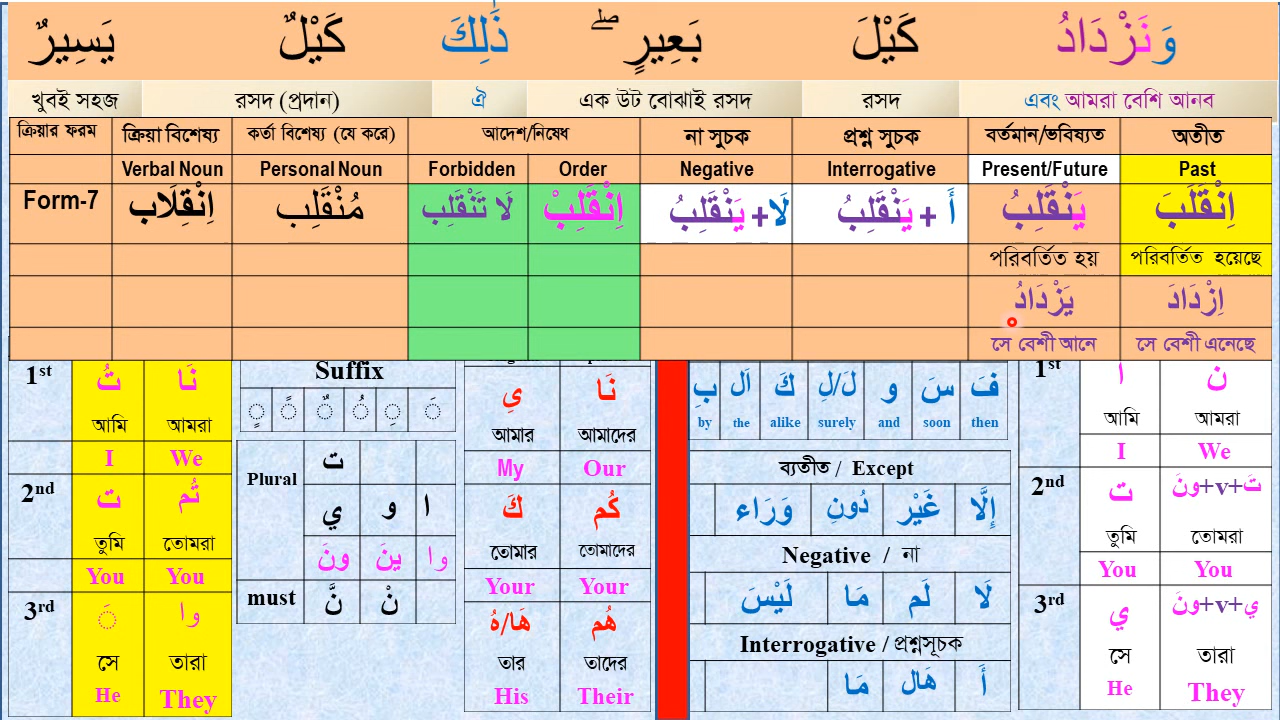 وَنَزْدَادُ كَيْلَ بَعِيرٍ ۖ ذَٰلِكَ كَيْلٌ يَسِيرٌ
খুবই সহজ রসদ (প্রদান) ঐ এক উট বোঝাই রসদ রসদ এবং আমরা বেশি আনব
ক্রিয়ার ফরম ক্রিয়া বিশেষ্য কর্তা বিশেষ্য (যে করে) আদেশ/নিষেধ না সুচক প্রশ্ন সুচক বর্তমান/ভবিষ্যত অতীত
Verbal Noun Personal Noun Forbidden Order Negative Interrogative Present/Future Past
Form-7 اِنْقِلَاب مُنْقَلِب لَا تَنْقَلِب اِنْقَلِبْ لَا+ يَنْقَلِبُ أَ + يَنْقَلِبُ يَنْقَلِبُ اِنْقَلَبَ
পরিবর্তিত হয় পরিবর্তিত হয়েছে
يَزْدَادُ اِزْدَادَ
সে বেশী আনে সে বেশী এনেছে
1st تُ نَا
আমি আমরা
I We
2nd ت تُم
তুমি তোমরা
You You
3rd َ وا
সে তারা
He They
Suffix
ٍ ً ٌ ُ ِ َ
Plural ت
ي و ا
ونَ ينَ وا
must نَّ نْ
يِ نَا
আমার আমাদের
My Our
كَ كُم
তোমার তোমাদের
Your Your
هَا/هُ هُم
তার তাদের
His Their
بِ اَل كَ لَ/لِ و سَ فَ
by the alike surely and soon then
ব্যতীত / Except
وَرَاء دُونِ غَيْر إِلَّا
Negative / না
لَيْسَ مَا لَم لَا
Interrogative / প্রশ্নসূচক
مَا هَال أَ
1st ا ن
আমি আমরা
I We
2nd ت تَ+v+ونَ
তুমি তোমরা
You You
3rd ي ي+v+ونَ
সে তারা
He They